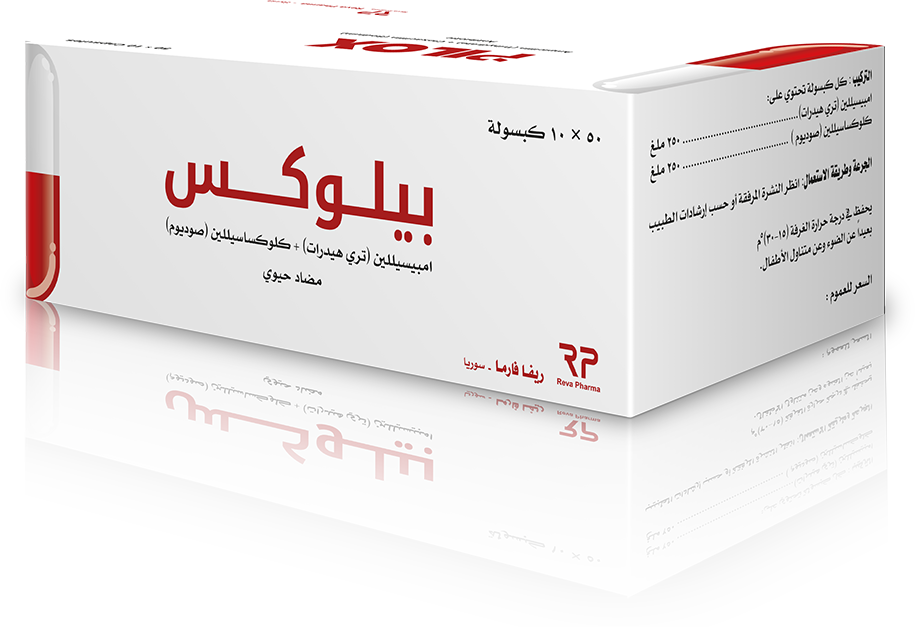 PILOX
٥٠ × ١٠ كبسولة
بيلوكس
امبيسيللين (تري هيدرات) + كلوكساسيللين (صوديوم)
مضاد حيوي
RP
Reva Pharma
ريفا فارما - سوريا
التركيب : كل كبسولة تحتوي على:
امبيسيللين (تري هيدرات) ........................ ٢٥٠ ملغ
كلوكساسيللين (صوديوم ) ........................ ٢٥٠ ملغ
الجرعة وطريقة الاستعمال: انظر النشرة المرفقة أو حسب إرشادات الطبيب
يحفظ في درجة حرارة الغرفة (١٥-٣٠)°م
بعيداً عن الضوء وعن متناول الأطفال.
السعر للعموم :